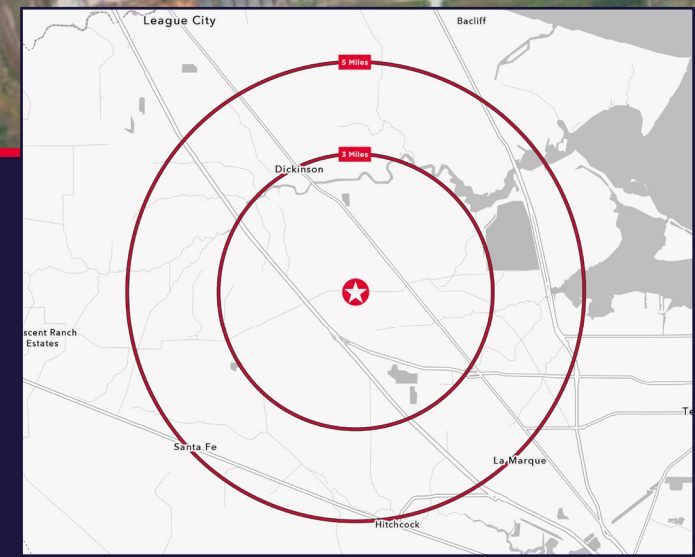 League City
Bacliff
5 Miles
3 Miles
Dickinson
scent Ranch
Estates
Te
Santa Fe
La Marque
Hitchcock